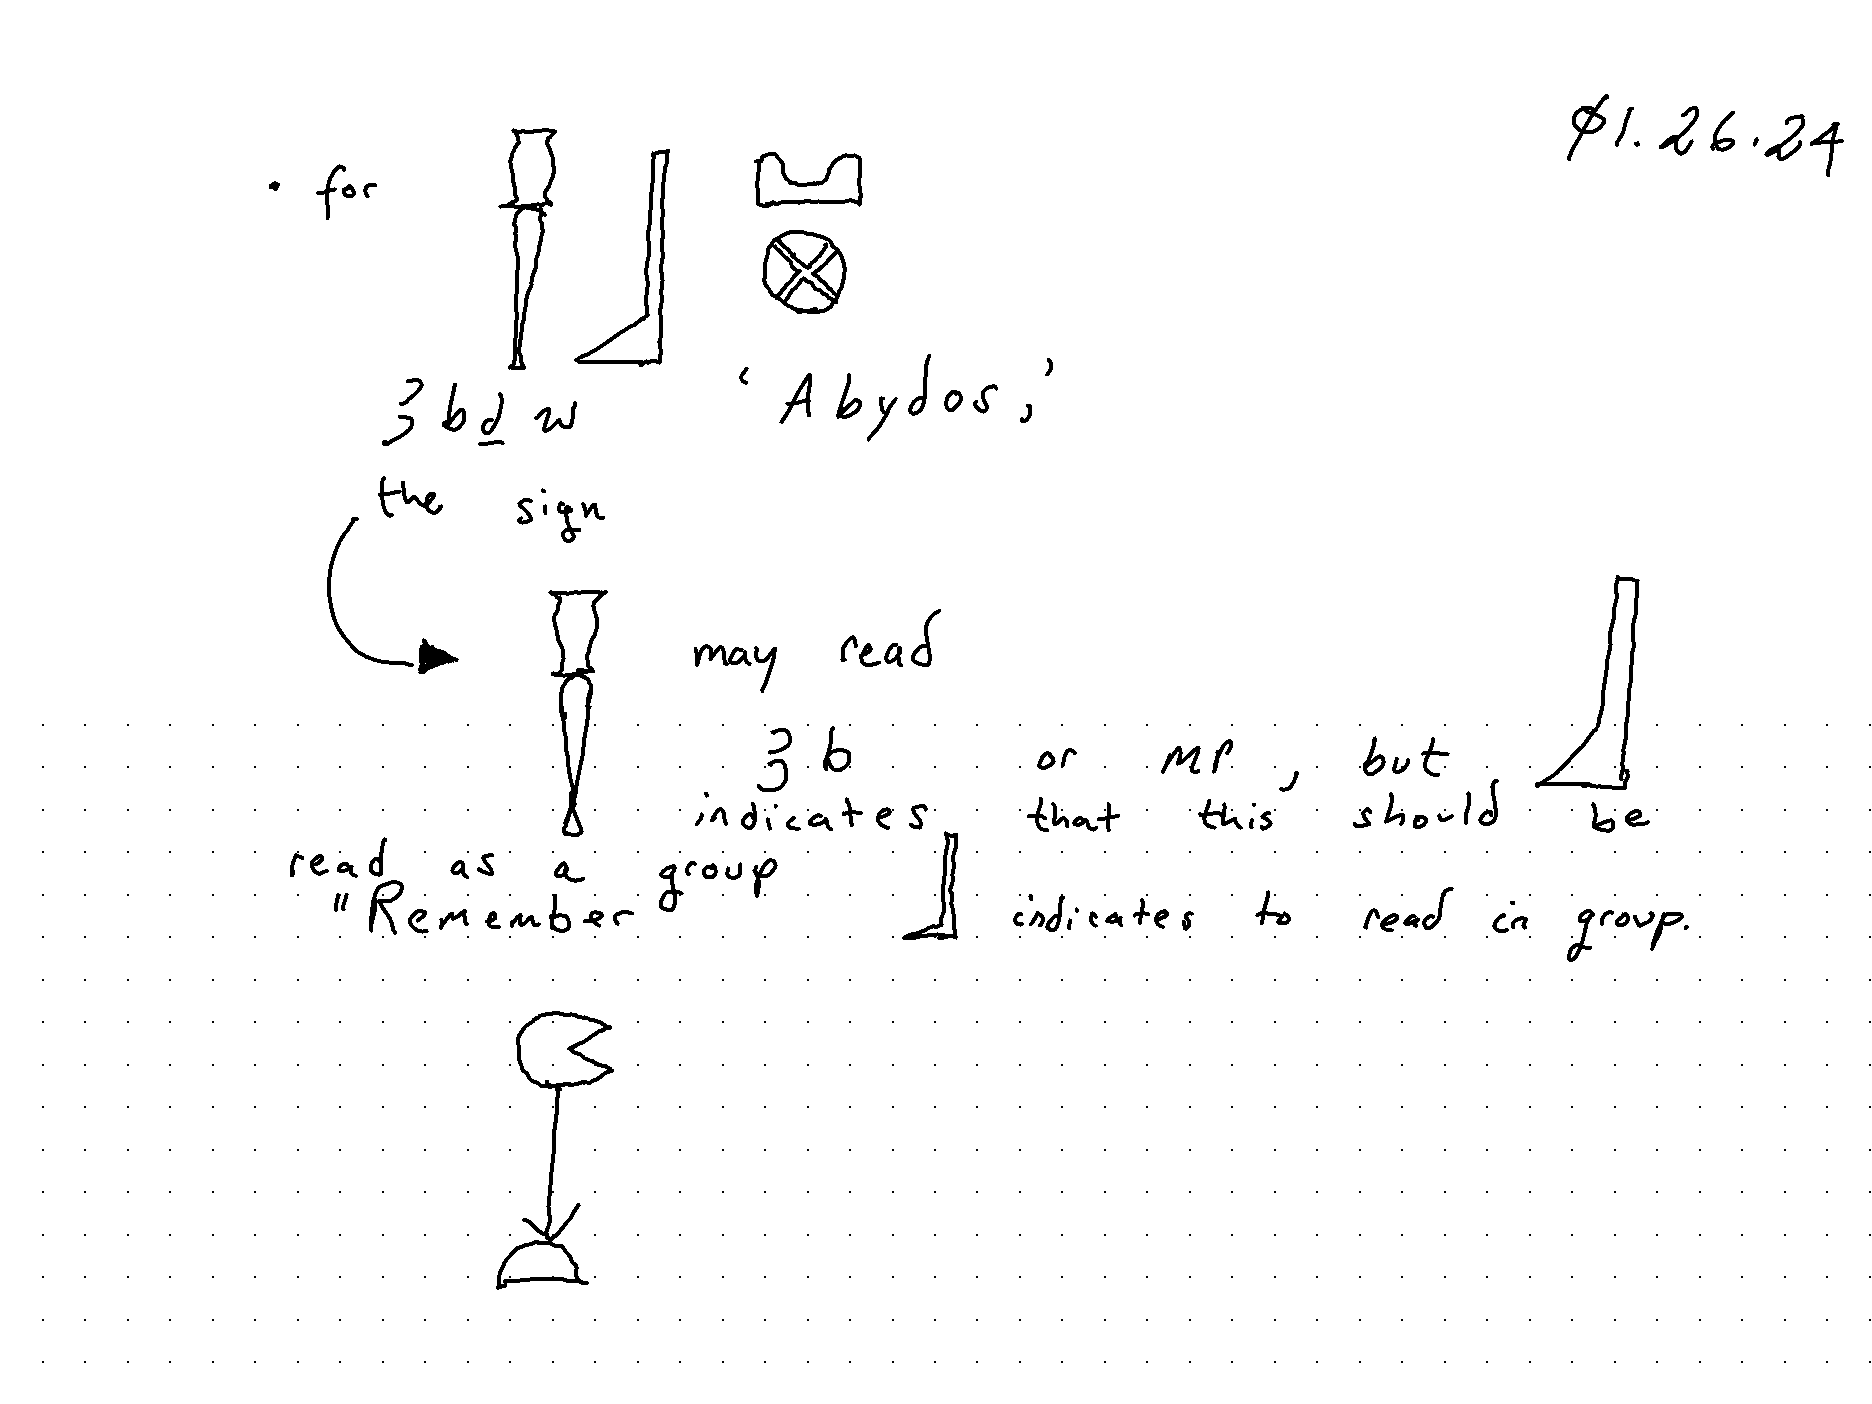 01.26.24
• for 𓍋 𓃀 𓈋 𓊖
ꜣbḏw 'Abydos,'
the sign
𓍋 may read
ꜣb or mr, but 𓃀
indicates that this should be
read as a group
"Remember 𓃀 indicates to read in group.